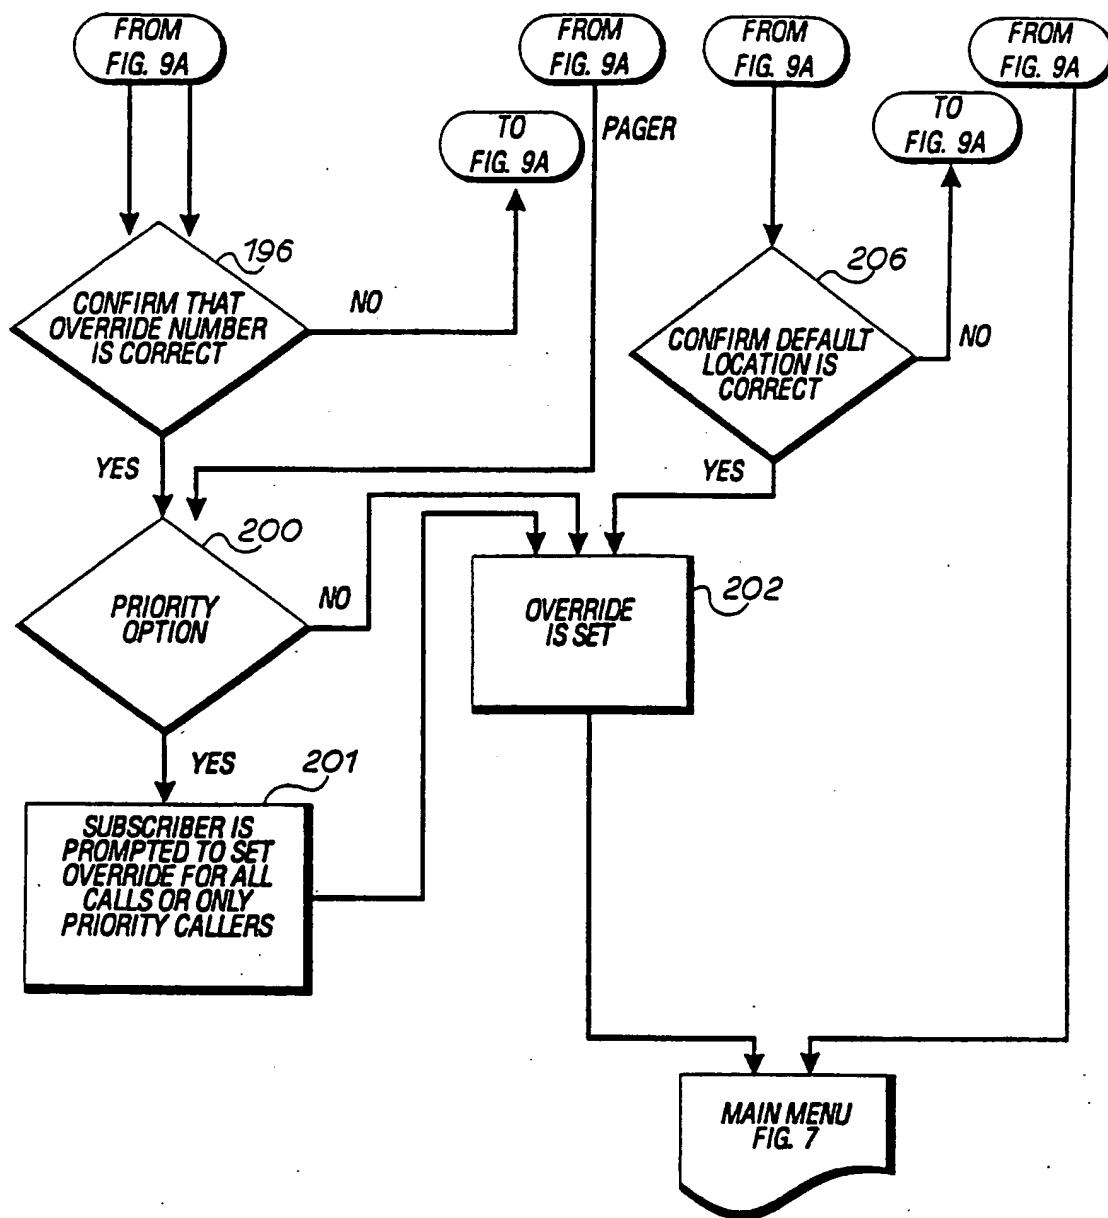 FROM
FIG. 9A
FROM
FIG. 9A
FROM
FIG. 9A
FROM
FIG. 9A
TO
FIG. 9A
PAGER
TO
FIG. 9A
196
CONFIRM THAT
OVERRIDE NUMBER
IS CORRECT
NO
206
CONFIRM DEFAULT
LOCATION IS
CORRECT
NO
YES
YES
200
PRIORITY
OPTION
NO
OVERRIDE
IS SET
202
YES
201
SUBSCRIBER IS
PROMPTED TO SET
OVERRIDE FOR ALL
CALLS OR ONLY
PRIORITY CALLERS
MAIN MENU
FIG. 7